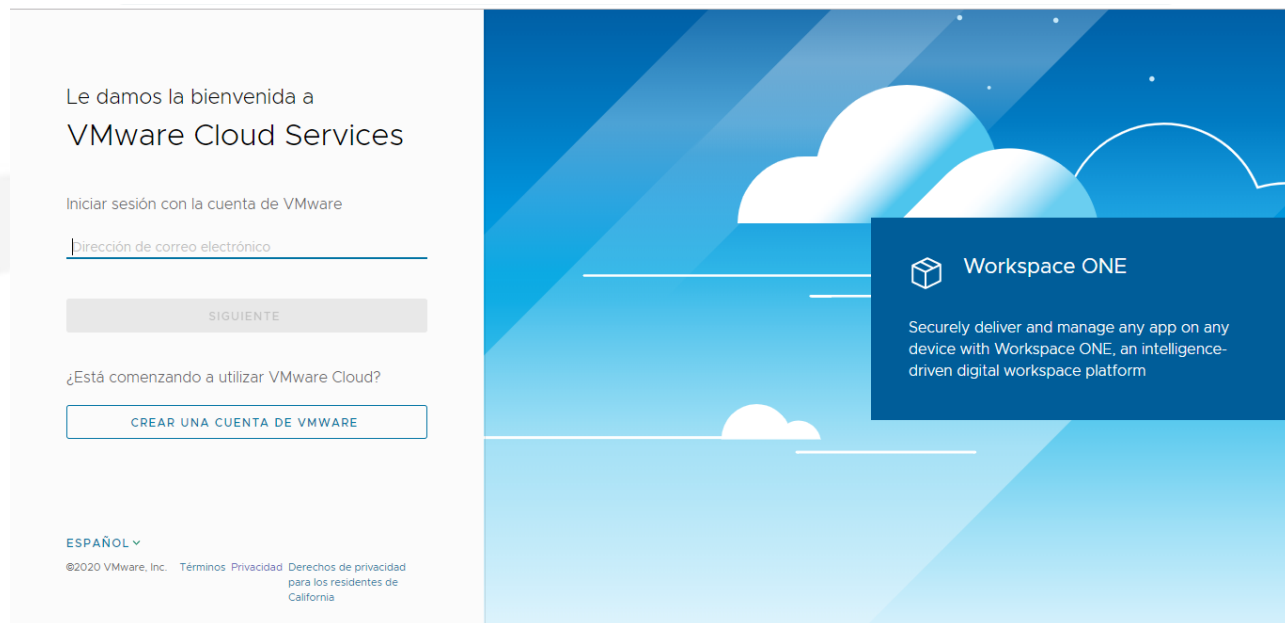 Le damos la bienvenida a
VMware Cloud Services
Iniciar sesión con la cuenta de VMware
Dirección de correo electrónico
SIGUIENTE
¿Está comenzando a utilizar VMware Cloud?
CREAR UNA CUENTA DE VMWARE
ESPAÑOL
©2020 VMware, Inc. Términos Privacidad Derechos de privacidad
para los residentes de
California
Workspace ONE
Securely deliver and manage any app on any
device with Workspace ONE, an intelligence-
driven digital workspace platform